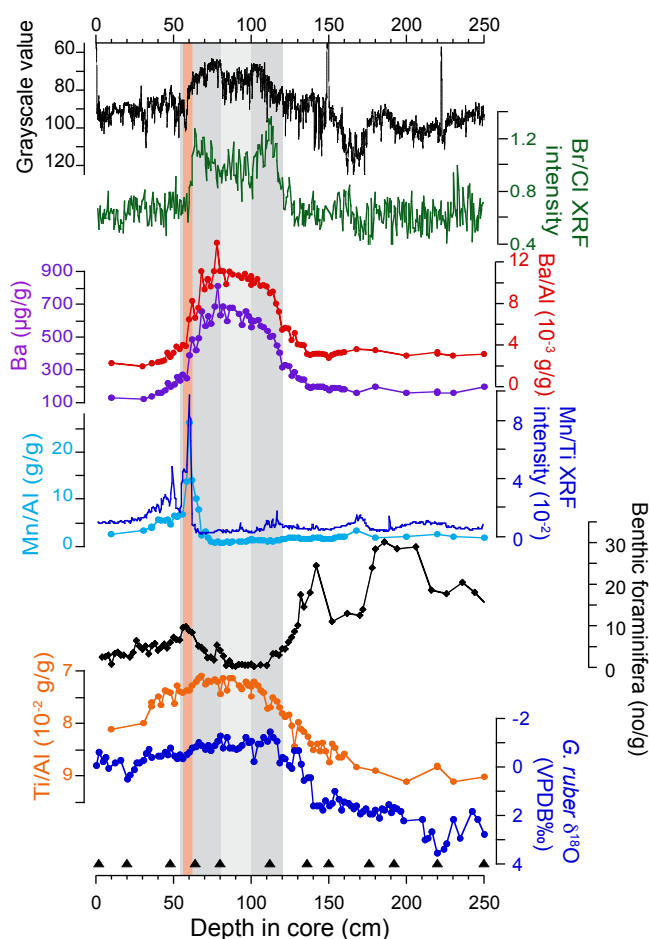 0 50 100 150 200 250
60
80
100
120
Grayscale value
1.2
0.8
0.4
Br/Cl XRF
intensity
900
700
500
300
100
Ba (µg/g)
12
8
4
0
Ba/Al (10-3 g/g)
20
10
0
Mn/Al (g/g)
8
4
0
Mn/Ti XRF
intensity (10-2)
30
20
10
0
Benthic foraminifera (no/g)
7
8
9
Ti/Al (10-2 g/g)
-2
0
2
4
G. ruber δ18O
(VPDB‰)
0 50 100 150 200 250
Depth in core (cm)